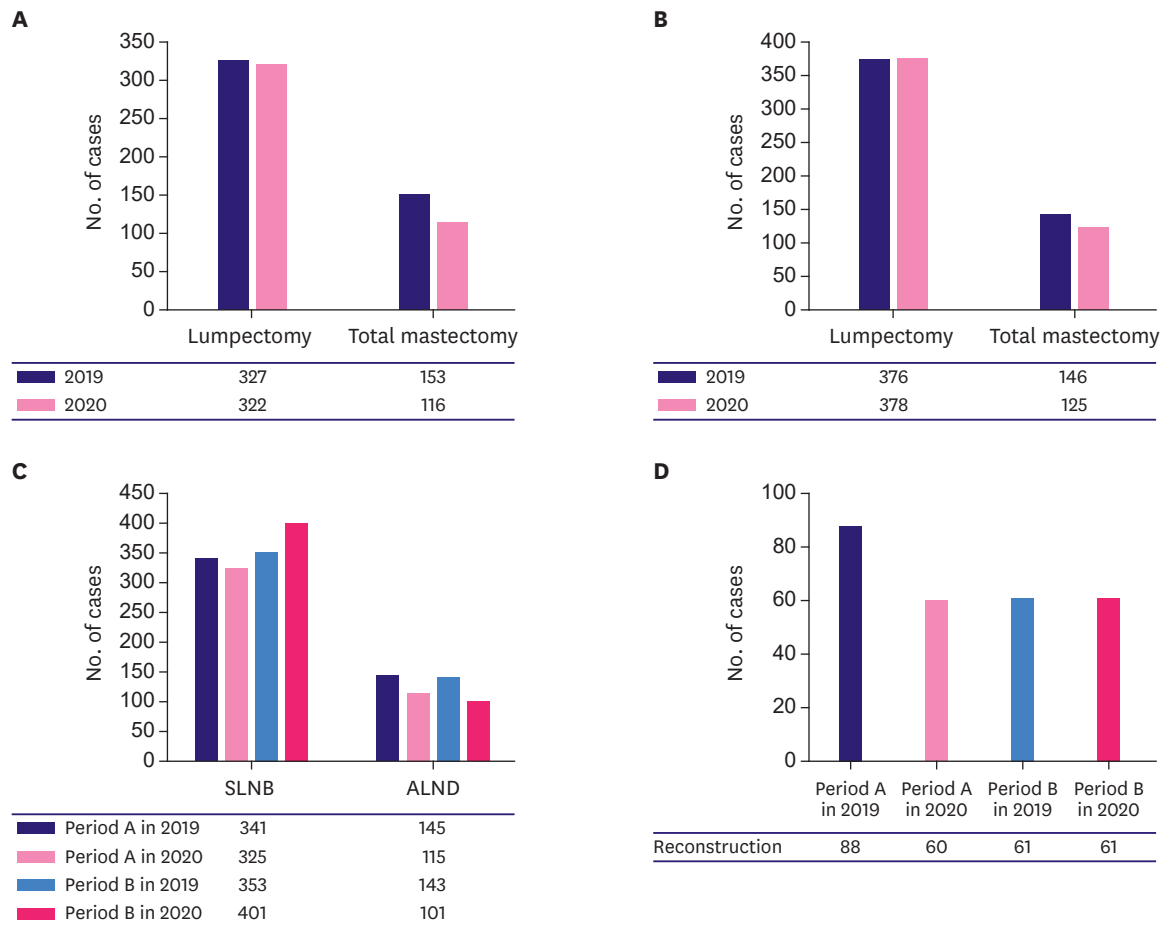 A
No. of cases
350
300
250
200
150
100
50
0
Lumpectomy Total mastectomy
2019 327 153
2020 322 116
B
No. of cases
400
350
300
250
200
150
100
50
0
Lumpectomy Total mastectomy
2019 376 146
2020 378 125
C
No. of cases
450
400
350
300
250
200
150
100
50
0
SLNB ALND
Period A in 2019 341 145
Period A in 2020 325 115
Period B in 2019 353 143
Period B in 2020 401 101
D
No. of cases
100
80
60
40
20
0
Period A Period A Period B Period B
in 2019 in 2020 in 2019 in 2020
Reconstruction 88 60 61 61